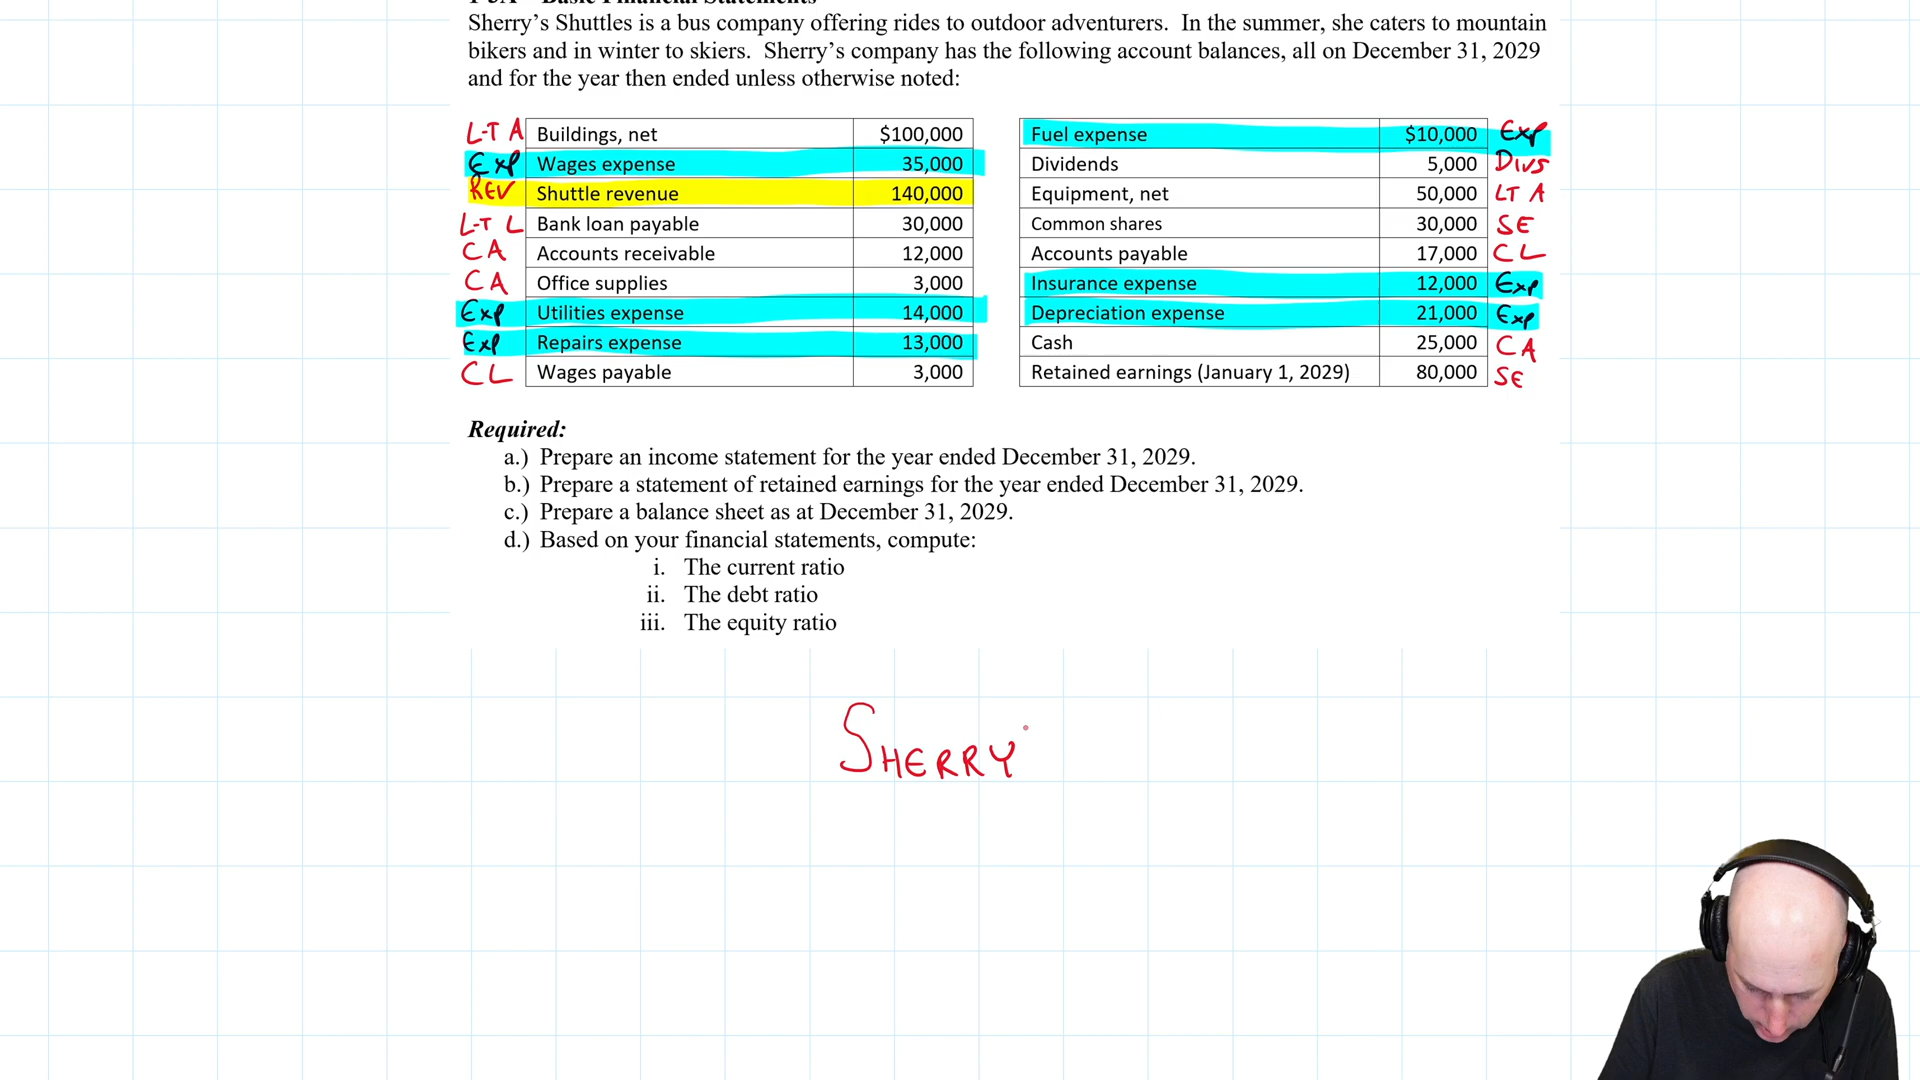 1-5A – Basic Financial Statements
Sherry’s Shuttles is a bus company offering rides to outdoor adventurers. In the summer, she caters to mountain
bikers and in winter to skiers. Sherry’s company has the following account balances, all on December 31, 2029
and for the year then ended unless otherwise noted:
L-T A Buildings, net $100,000
Exp Wages expense 35,000
REV Shuttle revenue 140,000
L-T L Bank loan payable 30,000
CA Accounts receivable 12,000
CA Office supplies 3,000
Exp Utilities expense 14,000
Exp Repairs expense 13,000
CL Wages payable 3,000
Fuel expense $10,000 Exp
Dividends 5,000 DIVS
Equipment, net 50,000 LT A
Common shares 30,000 SE
Accounts payable 17,000 CL
Insurance expense 12,000 Exp
Depreciation expense 21,000 Exp
Cash 25,000 CA
Retained earnings (January 1, 2029) 80,000 SE
Required:
a.) Prepare an income statement for the year ended December 31, 2029.
b.) Prepare a statement of retained earnings for the year ended December 31, 2029.
c.) Prepare a balance sheet as at December 31, 2029.
d.) Based on your financial statements, compute:
i. The current ratio
ii. The debt ratio
iii. The equity ratio
SHERRY